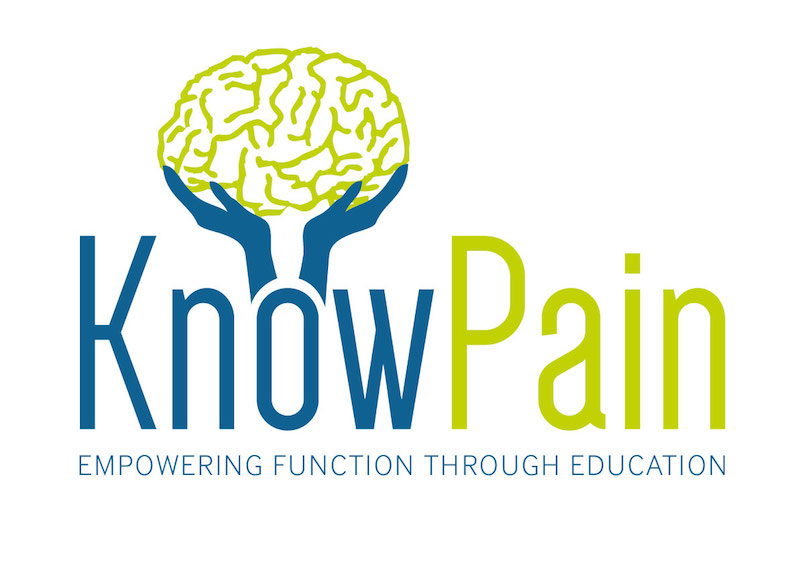 KnowPain
EMPOWERING FUNCTION THROUGH EDUCATION